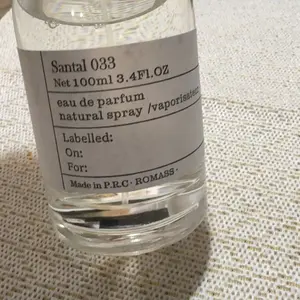 Santal 033
Net 100ml 3.4Fl.OZ
eau de parfum
natural spray /vaporisateur
Labelled:
On:
For:
Made in P.R.C · ROMASS ·